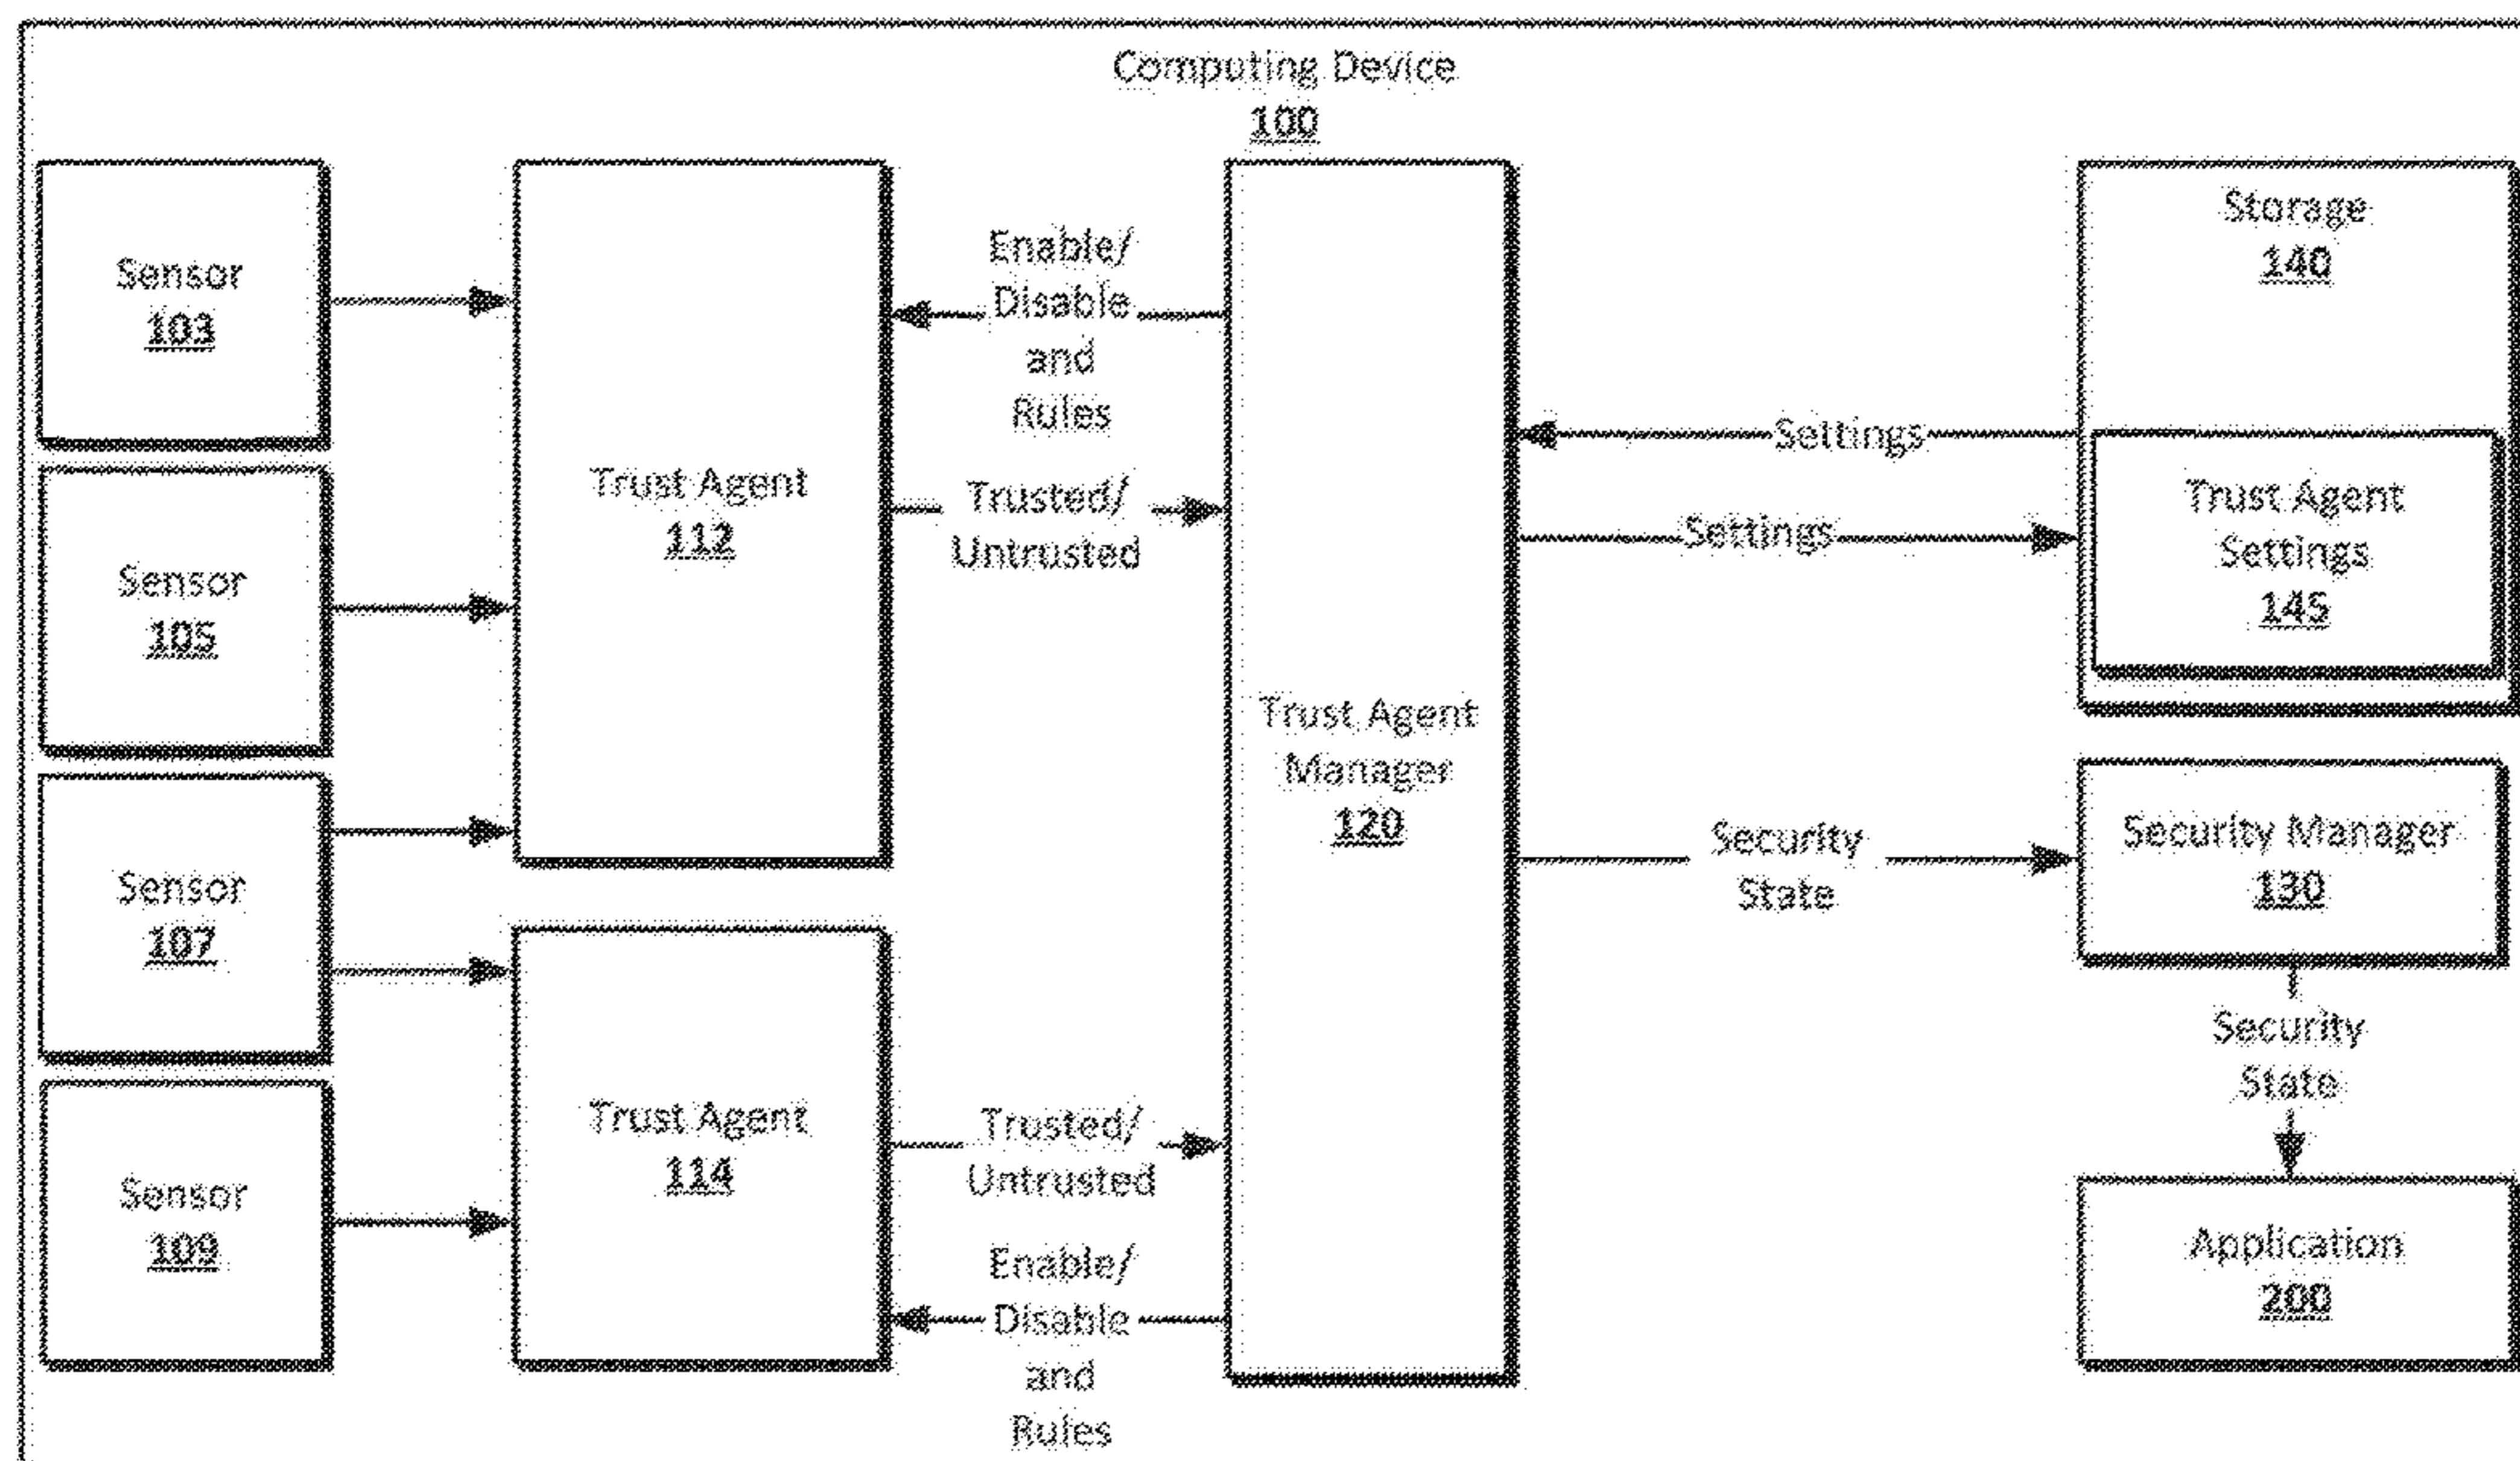 Computing Device
100
Sensor
103
Sensor
105
Sensor
107
Sensor
109
Trust Agent
112
Trust Agent
114
Enable/
Disable
and
Rules
Trusted/
Untrusted
Trusted/
Untrusted
Enable/
Disable
and
Rules
Trust Agent
Manager
120
Settings
Settings
Security
State
Storage
140
Trust Agent
Settings
145
Security Manager
130
Security
State
Application
200